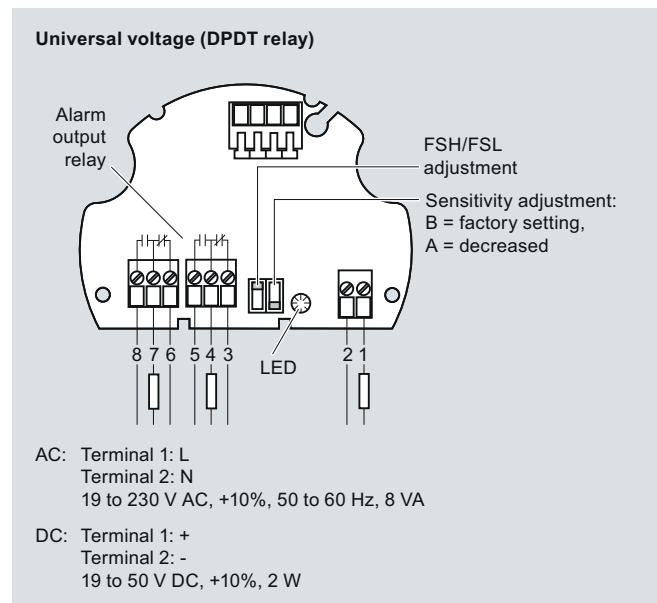 Universal voltage (DPDT relay)
Alarm
output
relay
FSH/FSL
adjustment
Sensitivity adjustment:
B = factory setting,
A = decreased
8 7 6 5 4 3
LED
2 1
AC: Terminal 1: L
Terminal 2: N
19 to 230 V AC, +10%, 50 to 60 Hz, 8 VA
DC: Terminal 1: +
Terminal 2: -
19 to 50 V DC, +10%, 2 W